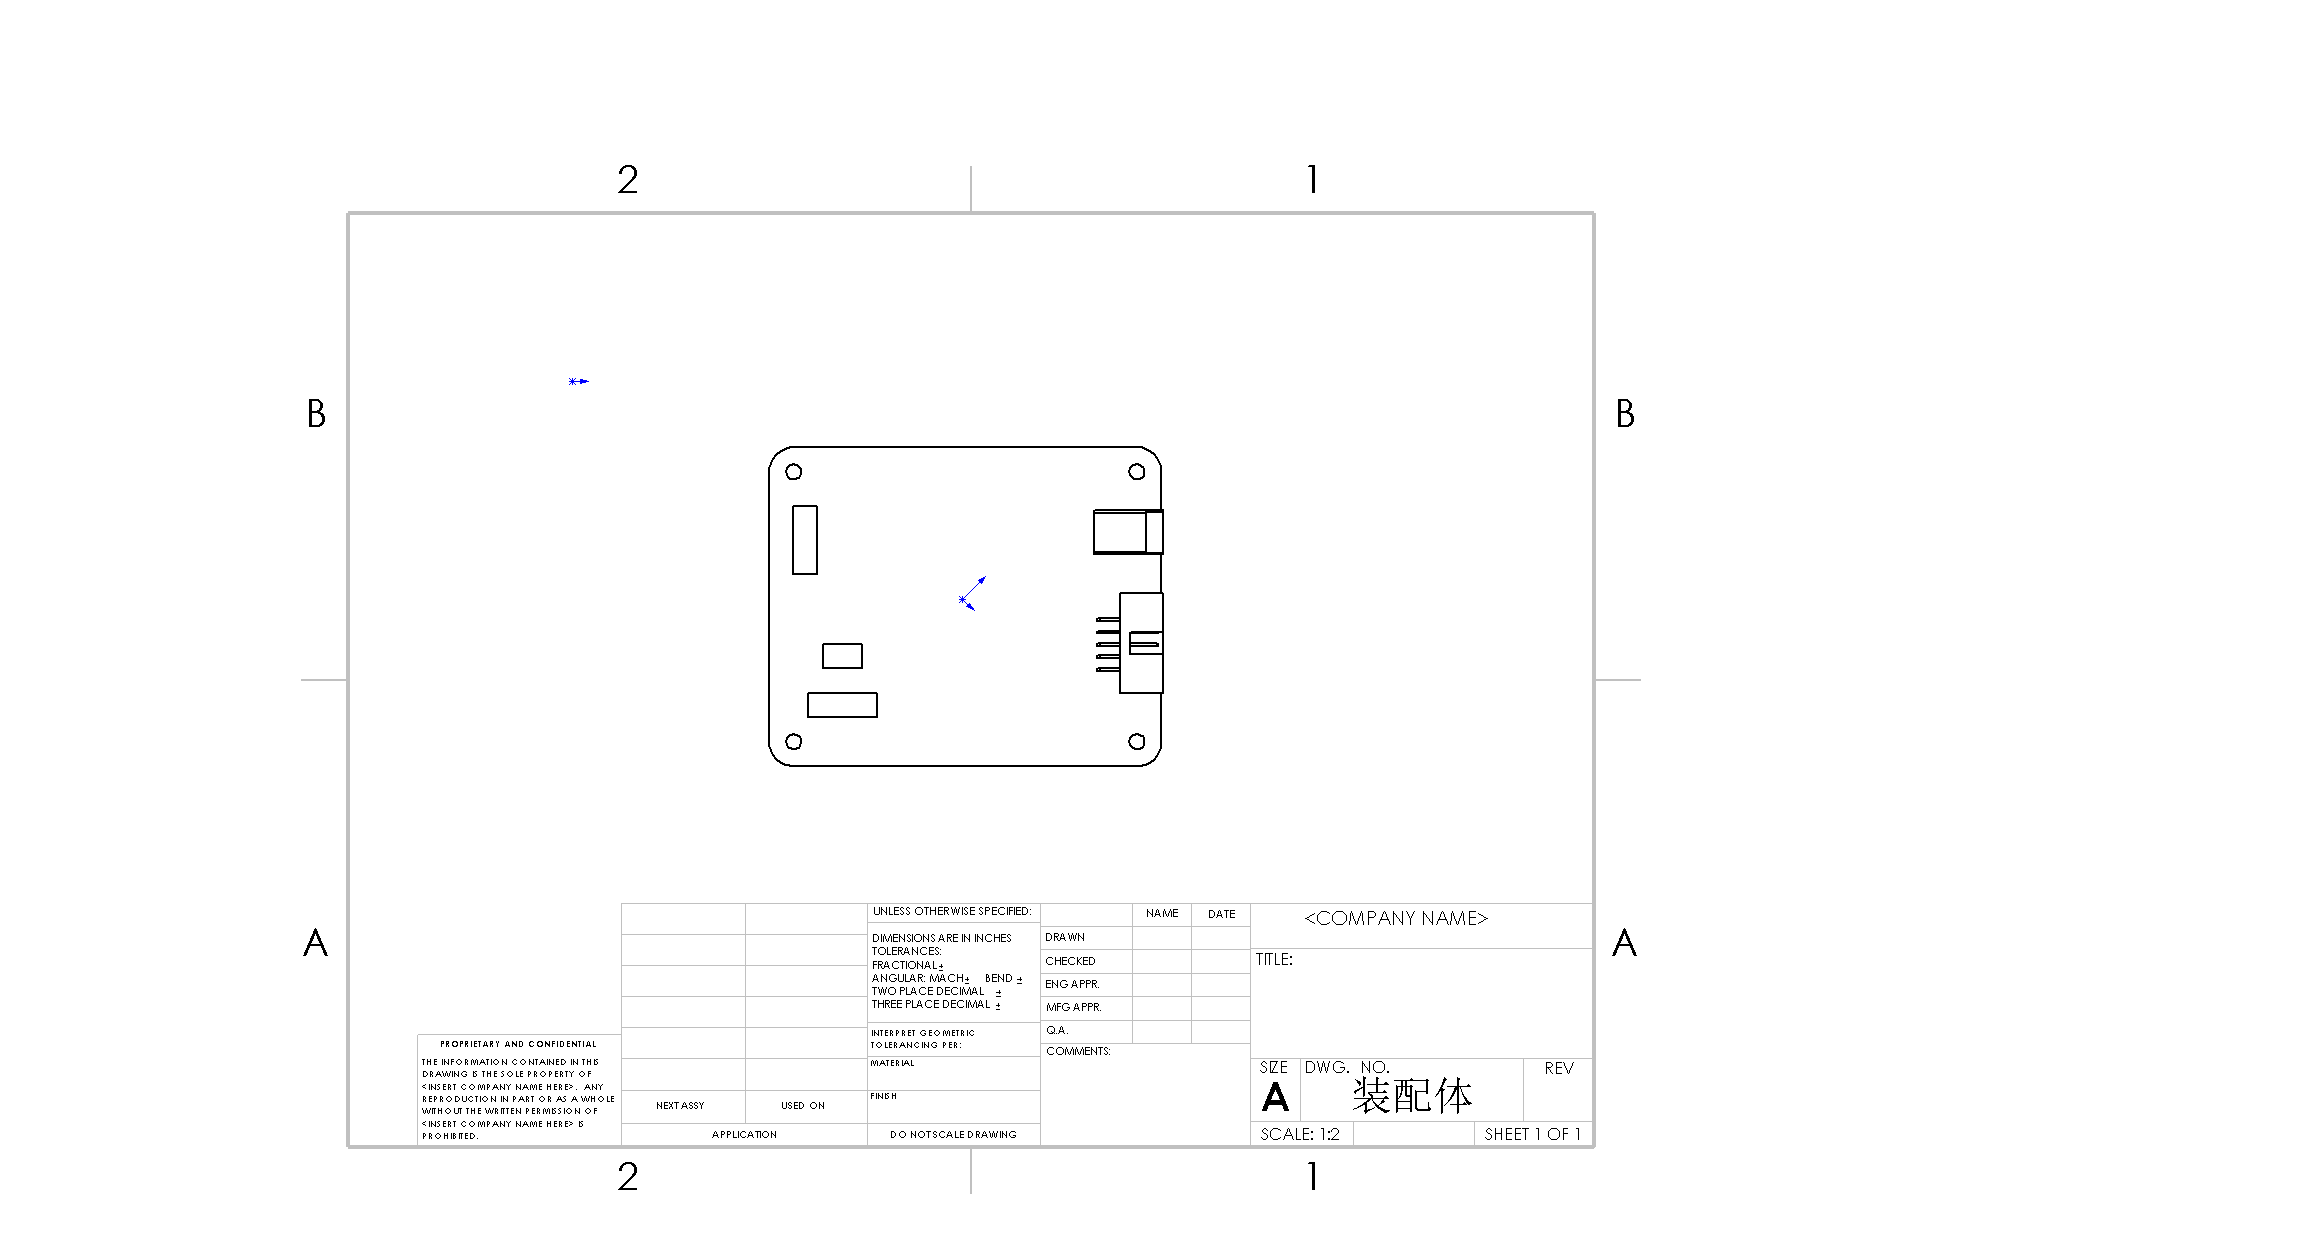 2 1
B B
A A
UNLESS OTHERWISE SPECIFIED:
DIMENSIONS ARE IN INCHES
TOLERANCES:
FRACTIONAL±
ANGULAR: MACH± BEND ±
TWO PLACE DECIMAL ±
THREE PLACE DECIMAL ±
INTERPRET GEOMETRIC
TOLERANCING PER:
MATERIAL
FINISH
DO NOT SCALE DRAWING
NAME DATE
DRAWN
CHECKED
ENG APPR.
MFG APPR.
Q.A.
COMMENTS:
<COMPANY NAME>
TITLE:
SIZE DWG. NO. REV
A 装配体
SCALE: 1:2 SHEET 1 OF 1
PROPRIETARY AND CONFIDENTIAL
THE INFORMATION CONTAINED IN THIS
DRAWING IS THE SOLE PROPERTY OF
<INSERT COMPANY NAME HERE>. ANY
REPRODUCTION IN PART OR AS A WHOLE
WITHOUT THE WRITTEN PERMISSION OF
<INSERT COMPANY NAME HERE> IS
PROHIBITED.
NEXT ASSY USED ON
APPLICATION
2 1